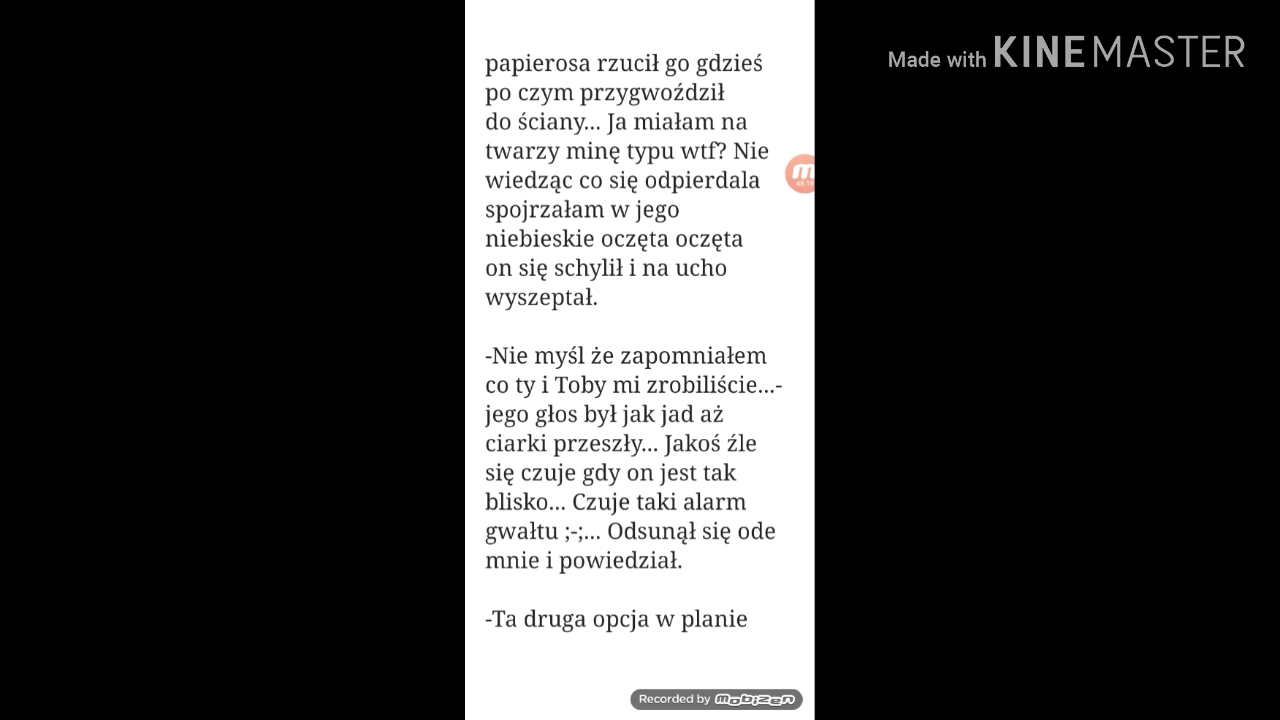 Made with KINEMASTER
papierosa rzucił go gdzieś
po czym przygwoździł
do ściany... Ja miałam na
twarzy minę typu wtf? Nie
wiedząc co się odpierdala
spojrzałam w jego
niebieskie oczęta oczęta
on się schylił i na ucho
wyszeptał.
-Nie myśl że zapomniałem
co ty i Toby mi zrobiliście...-
jego głos był jak jad aż
ciarki przeszły... Jakoś źle
się czuje gdy on jest tak
blisko... Czuje taki alarm
gwałtu ;-;... Odsunął się ode
mnie i powiedział.
-Ta druga opcja w planie
Recorded by mobizen